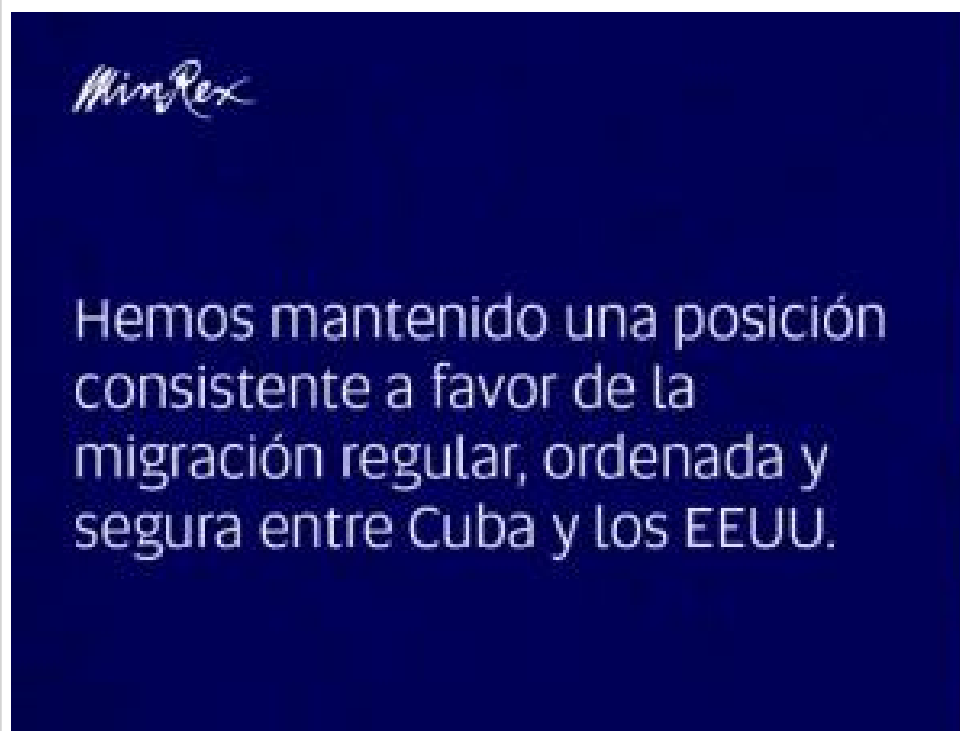 MinRex
Hemos mantenido una posición
consistente a favor de la
migración regular, ordenada y
segura entre Cuba y los EEUU.